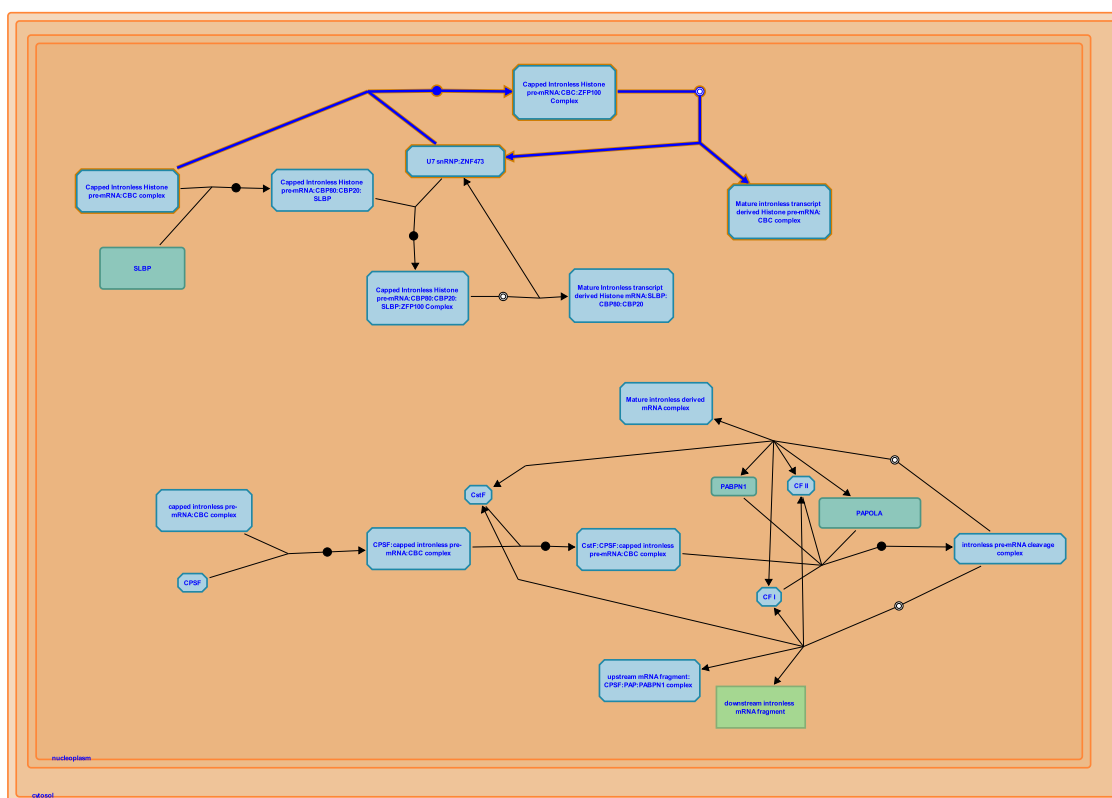 Capped Intronless Histone
pre-mRNA:CBC:ZFP100
Complex
U7 snRNP:ZNF473
Capped Intronless Histone
pre-mRNA:CBC complex
Capped Intronless Histone
pre-mRNA:CBP80:CBP20:
SLBP
Mature intronless transcript
derived Histone pre-mRNA:
CBC complex
SLBP
Capped Intronless Histone
pre-mRNA:CBP80:CBP20:
SLBP:ZFP100 Complex
Mature Intronless transcript
derived Histone mRNA:SLBP:
CBP80:CBP20
Mature intronless derived
mRNA complex
PABPN1
CF II
CstF
PAPOLA
capped intronless pre-
mRNA:CBC complex
CPSF:capped intronless pre-
mRNA:CBC complex
CstF:CPSF:capped intronless
pre-mRNA:CBC complex
intronless pre-mRNA cleavage
complex
CPSF
CF I
upstream mRNA fragment:
CPSF:PAP:PABPN1 complex
downstream intronless
mRNA fragment
nucleoplasm
cytosol